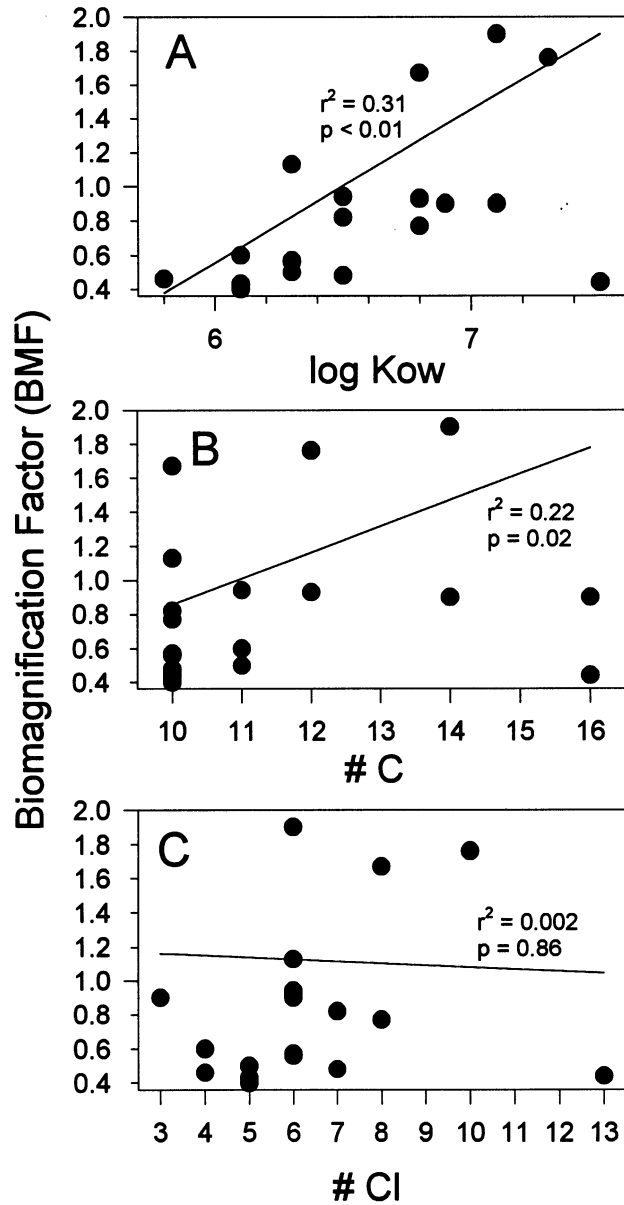 Biomagnification Factor (BMF)
A
2.0
1.8
1.6
1.4
1.2
1.0
0.8
0.6
0.4
r² = 0.31
p < 0.01
6 7
log Kow
B
2.0
1.8
1.6
1.4
1.2
1.0
0.8
0.6
0.4
r² = 0.22
p = 0.02
10 11 12 13 14 15 16
# C
C
2.0
1.8
1.6
1.4
1.2
1.0
0.8
0.6
0.4
r² = 0.002
p = 0.86
3 4 5 6 7 8 9 10 11 12 13
# Cl